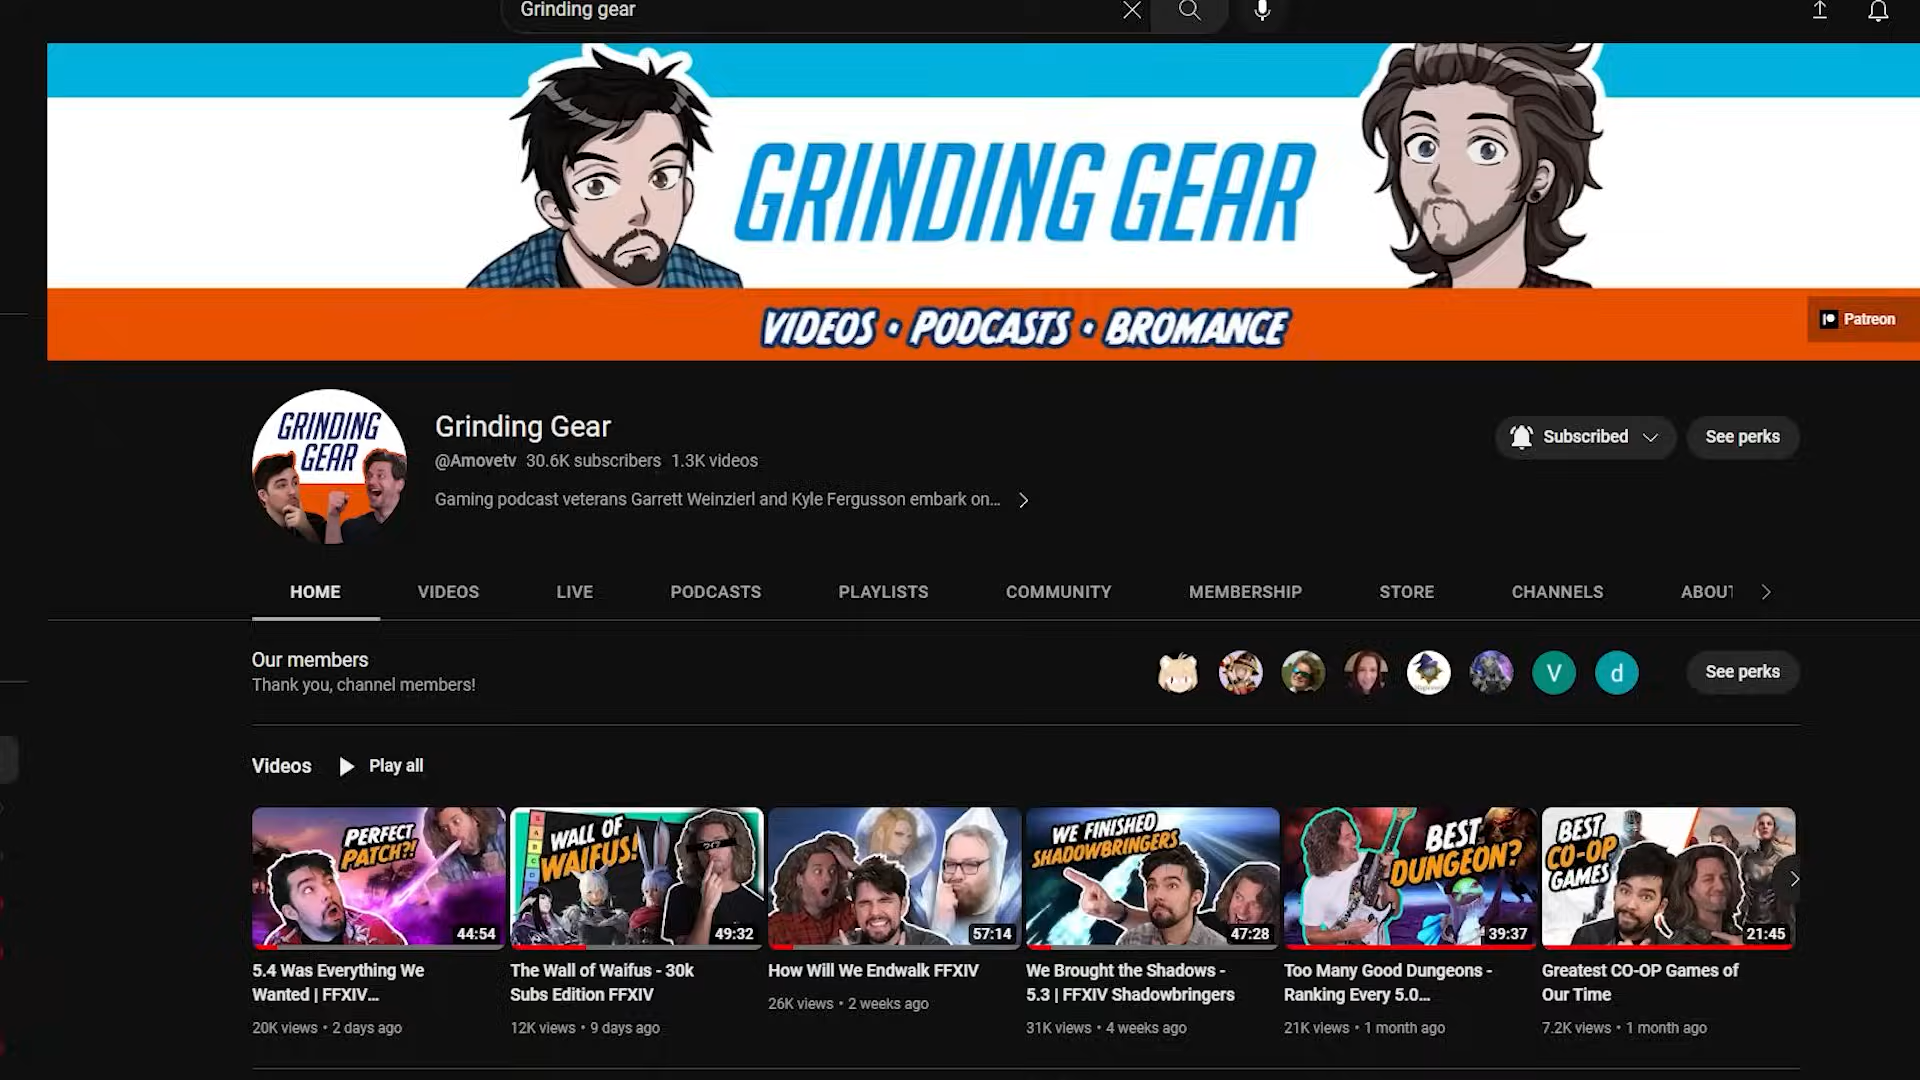 Grinding gear
GRINDING GEAR
VIDEOS • PODCASTS • BROMANCE
Patreon
GRINDING
GEAR
Grinding Gear
@Amovetv 30.6K subscribers 1.3K videos
Subscribed
See perks
Gaming podcast veterans Garrett Weinzierl and Kyle Fergusson embark on...
HOME VIDEOS LIVE PODCASTS PLAYLISTS COMMUNITY MEMBERSHIP STORE CHANNELS ABOUT
Our members
Thank you, channel members!
V
d
See perks
Videos Play all
PERFECT
PATCH?!
44:54
WALL OF
WAIFUS!
49:32
57:14
WE FINISHED
SHADOWBRINGERS
47:28
BEST
DUNGEON?
39:37
BEST
CO-OP
GAMES
21:45
5.4 Was Everything We
Wanted | FFXIV...
20K views • 2 days ago
The Wall of Waifus - 30k
Subs Edition FFXIV
12K views • 9 days ago
How Will We Endwalk FFXIV
26K views • 2 weeks ago
We Brought the Shadows -
5.3 | FFXIV Shadowbringers
31K views • 4 weeks ago
Too Many Good Dungeons -
Ranking Every 5.0...
21K views • 1 month ago
Greatest CO-OP Games of
Our Time
7.2K views • 1 month ago